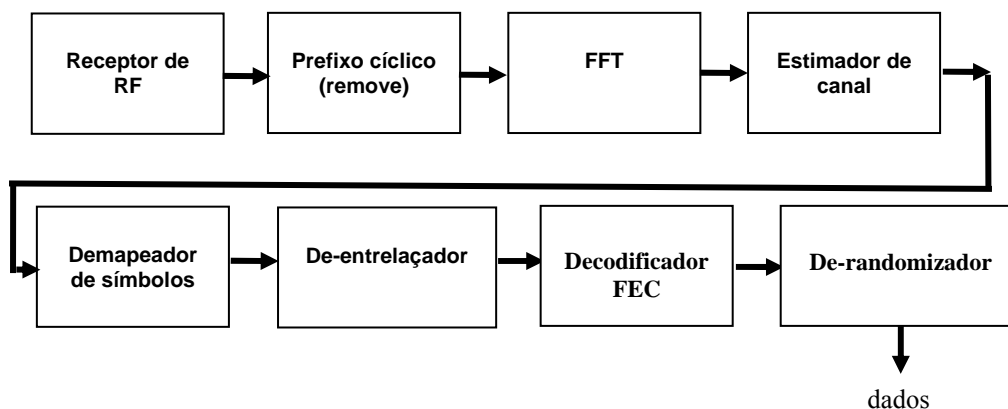 Receptor de
RF
Prefixo cíclico
(remove)
FFT
Estimador de
canal
Demapeador
de símbolos
De-entrelaçador
Decodificador
FEC
De-randomizador
dados